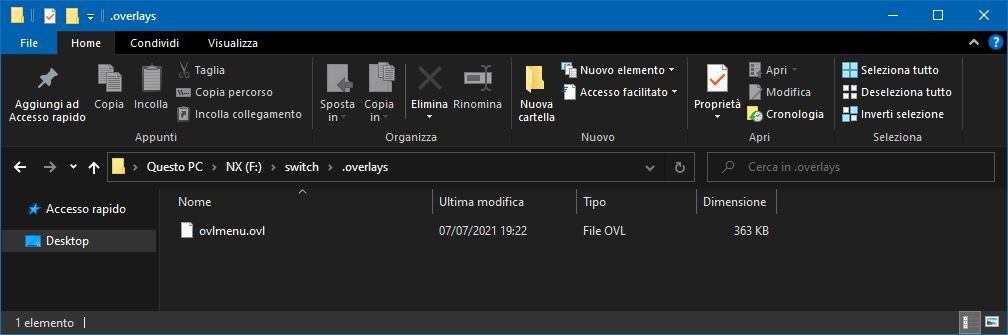 .overlays
File Home Condividi Visualizza
Aggiungi ad Accesso rapido
Copia
Incolla
Taglia
Copia percorso
Incolla collegamento
Appunti
Sposta in
Copia in
Elimina
Rinomina
Organizza
Nuova cartella
Nuovo elemento
Accesso facilitato
Nuovo
Proprietà
Apri
Modifica
Cronologia
Apri
Seleziona tutto
Deseleziona tutto
Inverti selezione
Seleziona
Questo PC > NX (F:) > switch > .overlays
Cerca in .overlays
Accesso rapido
Desktop
Nome Ultima modifica Tipo Dimensione
ovlmenu.ovl 07/07/2021 19:22 File OVL 363 KB
1 elemento